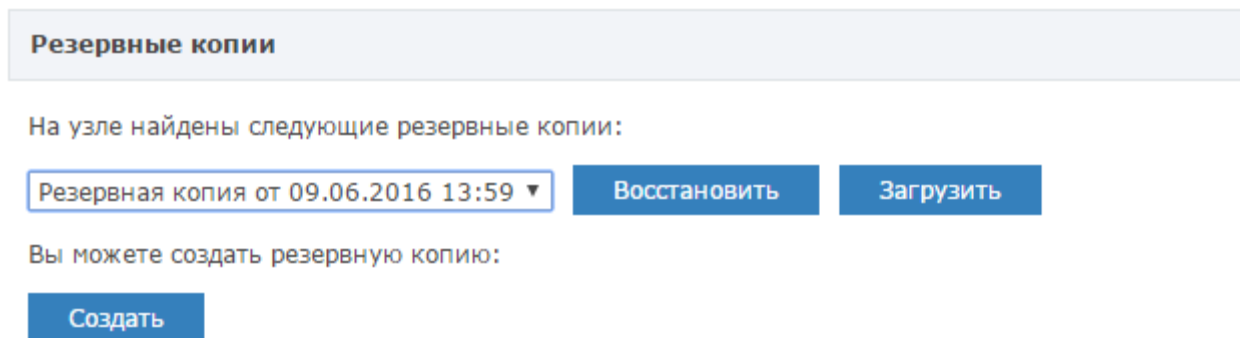 Резервные копии
На узле найдены следующие резервные копии:
Резервная копия от 09.06.2016 13:59 Восстановить Загрузить
Вы можете создать резервную копию:
Создать